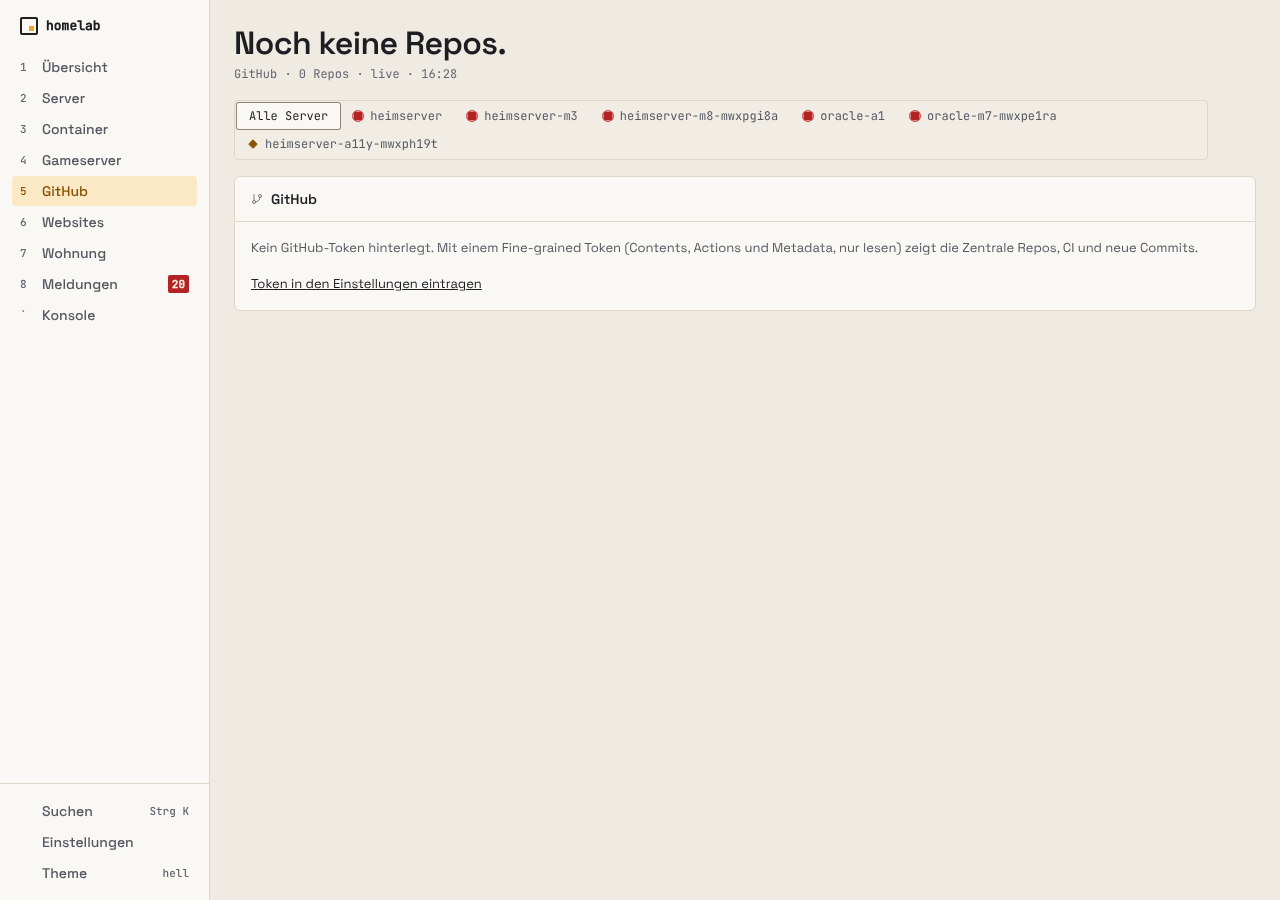 homelab
1 Übersicht
2 Server
3 Container
4 Gameserver
5 GitHub
6 Websites
7 Wohnung
8 Meldungen 20
` Konsole
Suchen Strg K
Einstellungen
Theme hell
Noch keine Repos.
GitHub · 0 Repos · live · 16:28
Alle Server heimserver heimserver-m3 heimserver-m8-mwxpgi8a oracle-a1 oracle-m7-mwxpe1ra
heimserver-a11y-mwxph19t
GitHub
Kein GitHub-Token hinterlegt. Mit einem Fine-grained Token (Contents, Actions und Metadata, nur lesen) zeigt die Zentrale Repos, CI und neue Commits.
Token in den Einstellungen eintragen